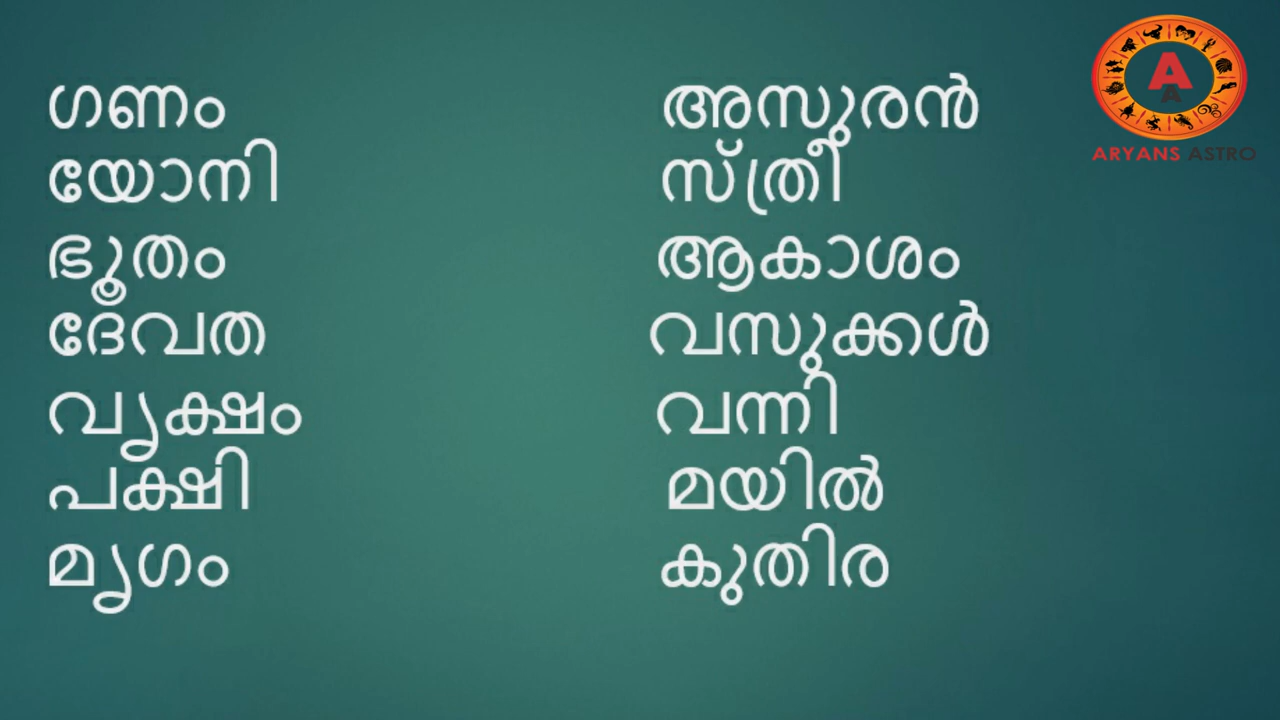 ഗണം അസുരൻ
യോനി സ്ത്രീ
ഭൂതം ആകാശം
ദേവത വസുക്കൾ
വൃക്ഷം വന്നി
പക്ഷി മയിൽ
മൃഗം കുതിര
A
A
ARYANS ASTRO